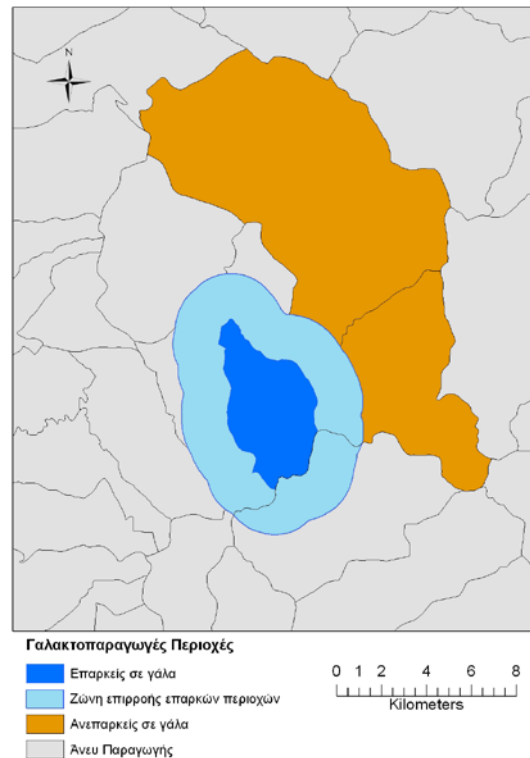 N
Γαλακτοπαραγωγές Περιοχές
Επαρκείς σε γάλα
Ζώνη επιρροής επαρκών περιοχών
Ανεπαρκείς σε γάλα
Άνευ Παραγωγής
0 1 2 4 6 8
Kilometers